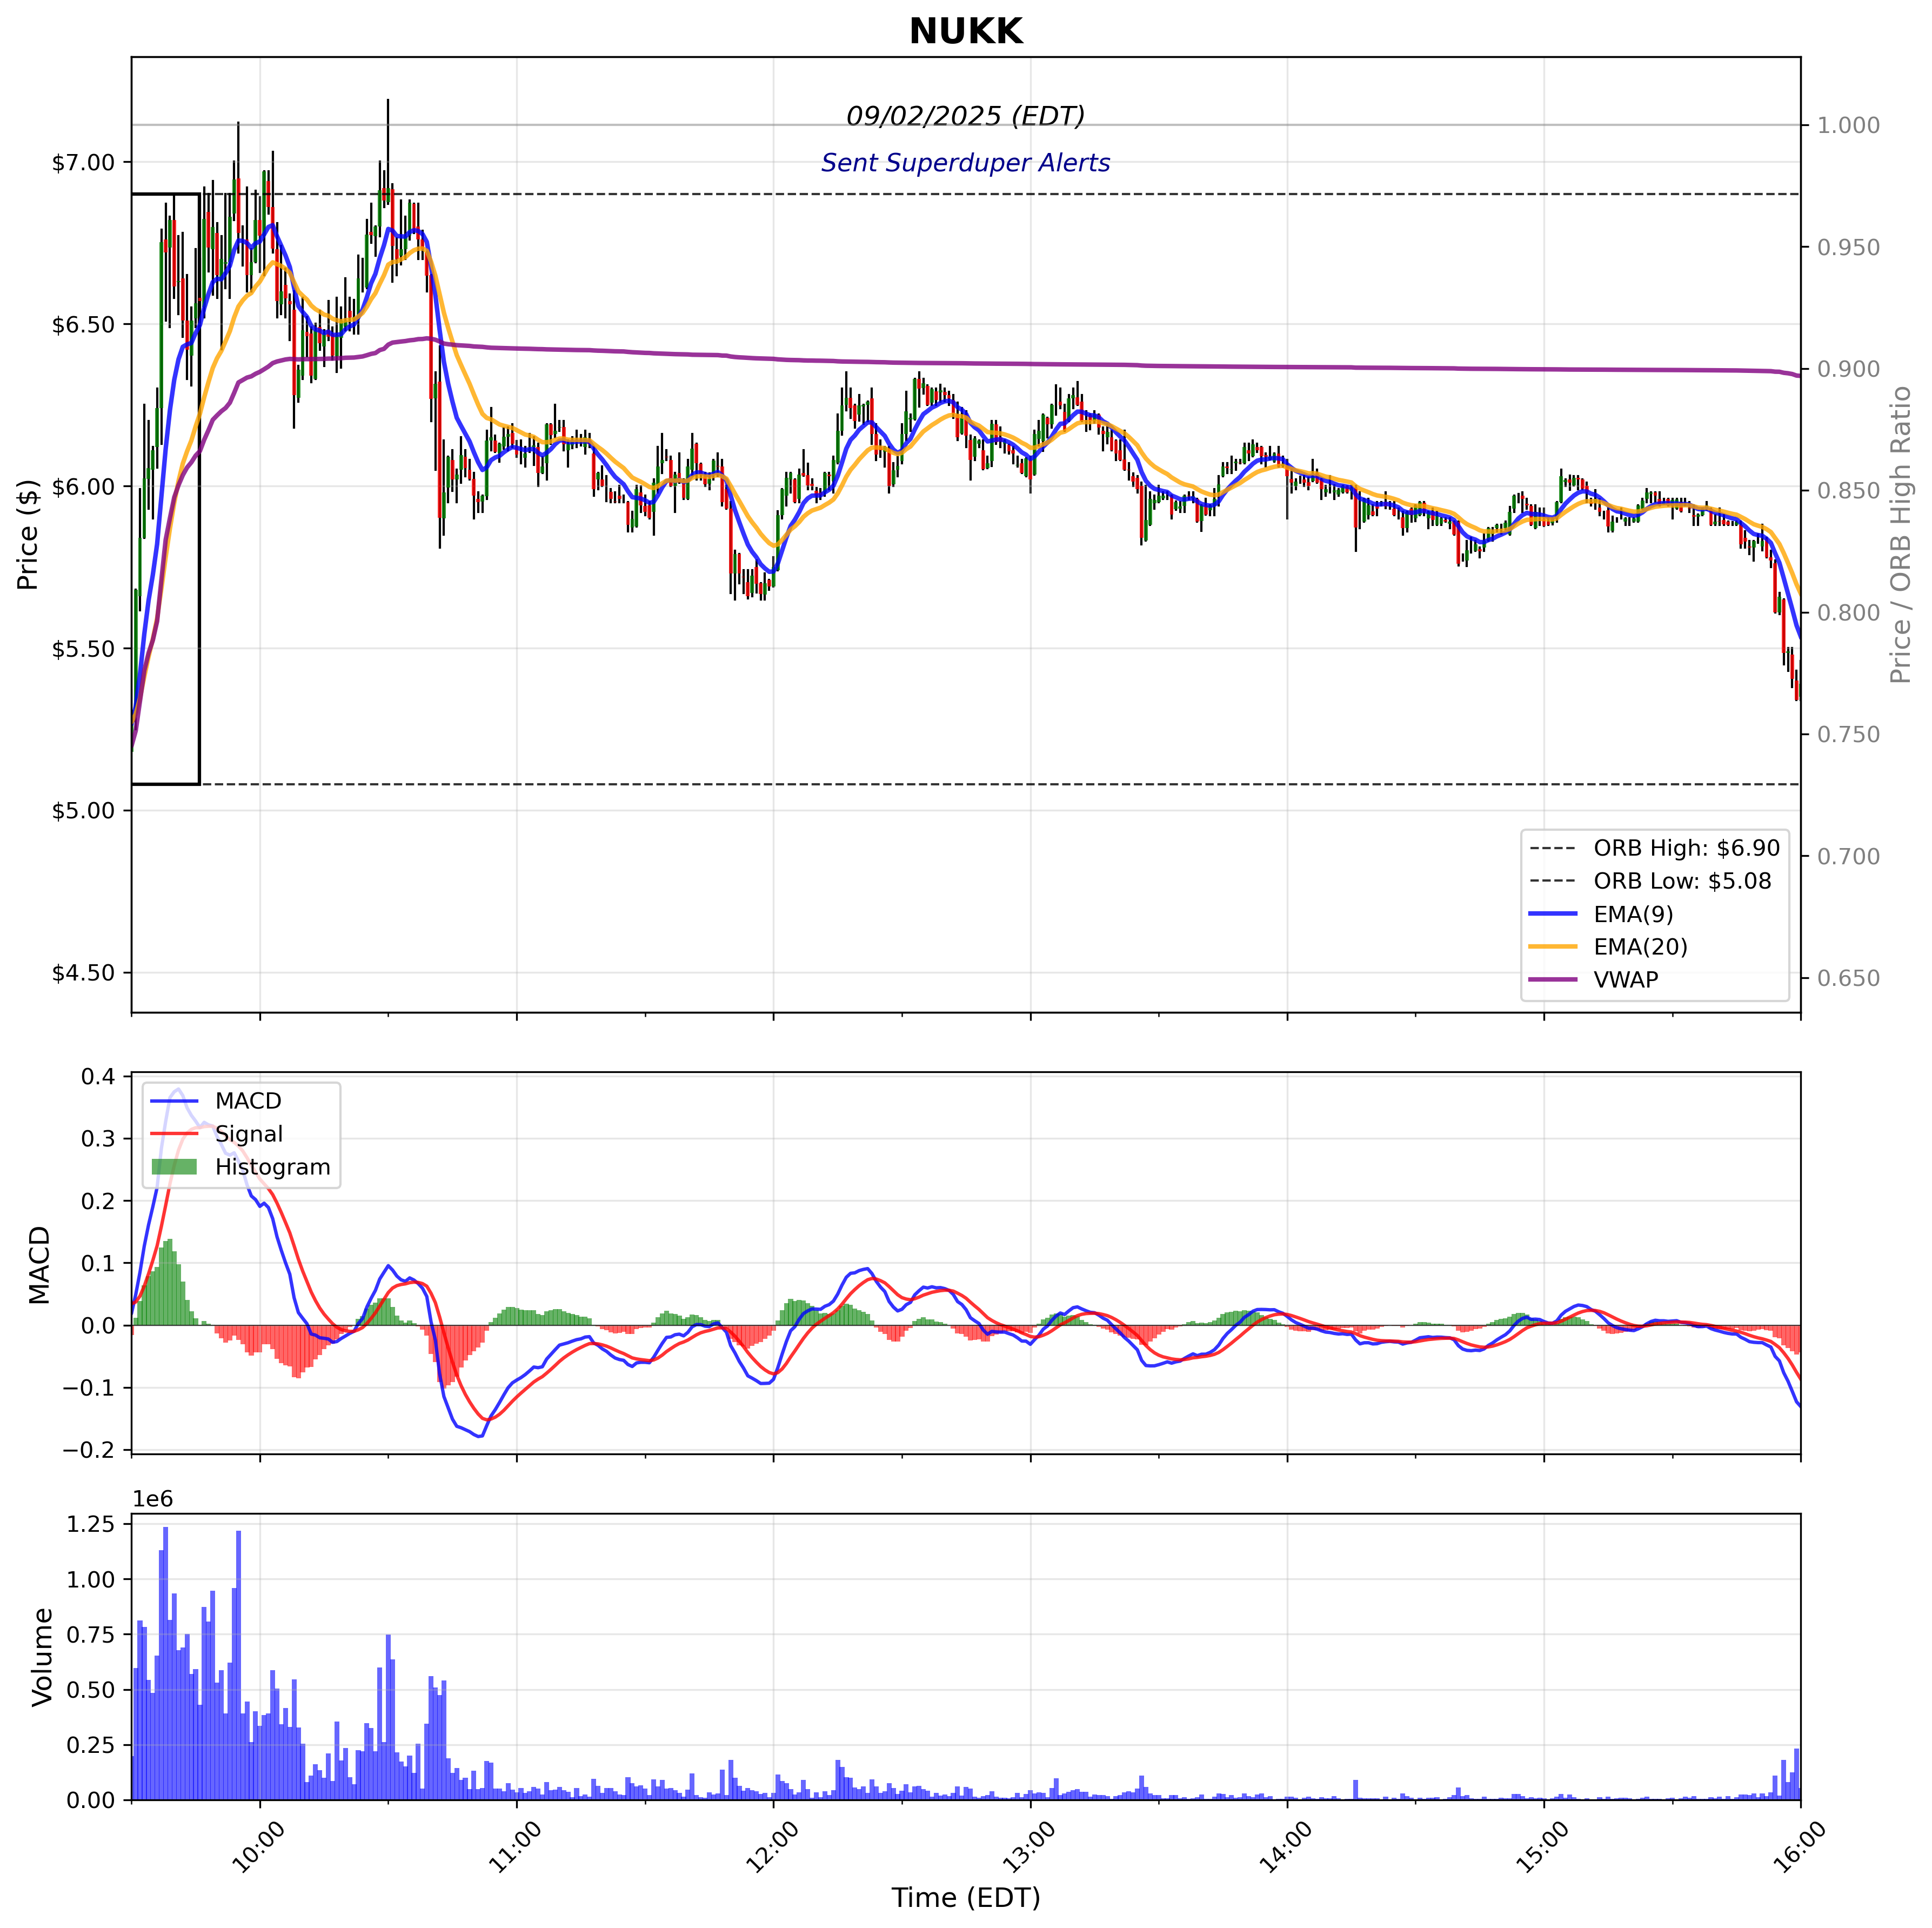 NUKK
09/02/2025 (EDT)
Sent Superduper Alerts
Price ($)
$7.00
$6.50
$6.00
$5.50
$5.00
$4.50
1.000
0.950
0.900
0.850
0.800
0.750
0.700
0.650
Price / ORB High Ratio
ORB High: $6.90
ORB Low: $5.08
EMA(9)
EMA(20)
VWAP
MACD
0.4
0.3
0.2
0.1
0.0
−0.1
−0.2
MACD
Signal
Histogram
1e6
Volume
1.25
1.00
0.75
0.50
0.25
0.00
10:00
11:00
12:00
13:00
14:00
15:00
16:00
Time (EDT)